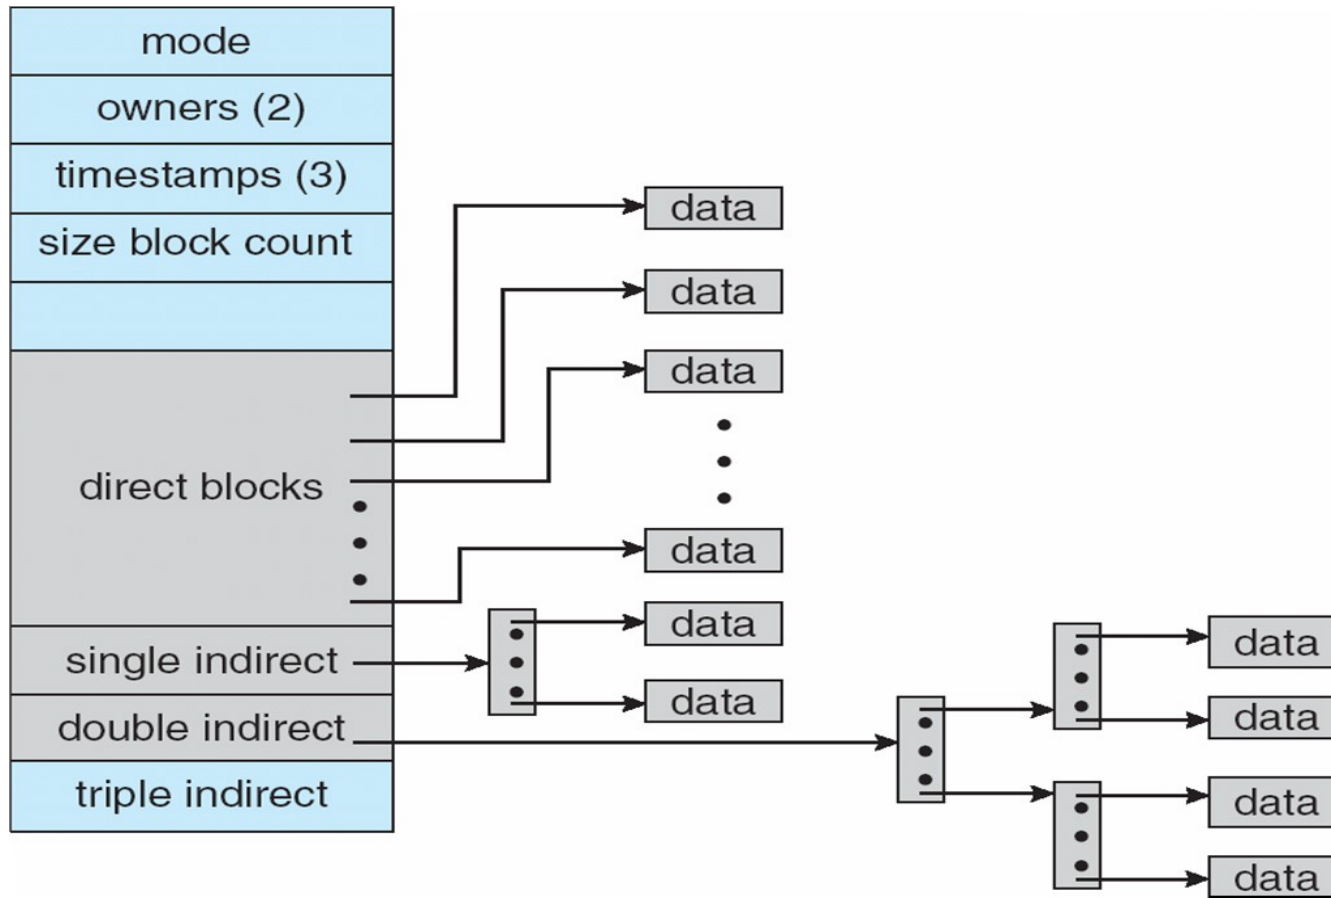 mode
owners (2)
timestamps (3)
size block count
direct blocks
single indirect
double indirect
triple indirect
data
data
data
data
data
data
data
data
data
data